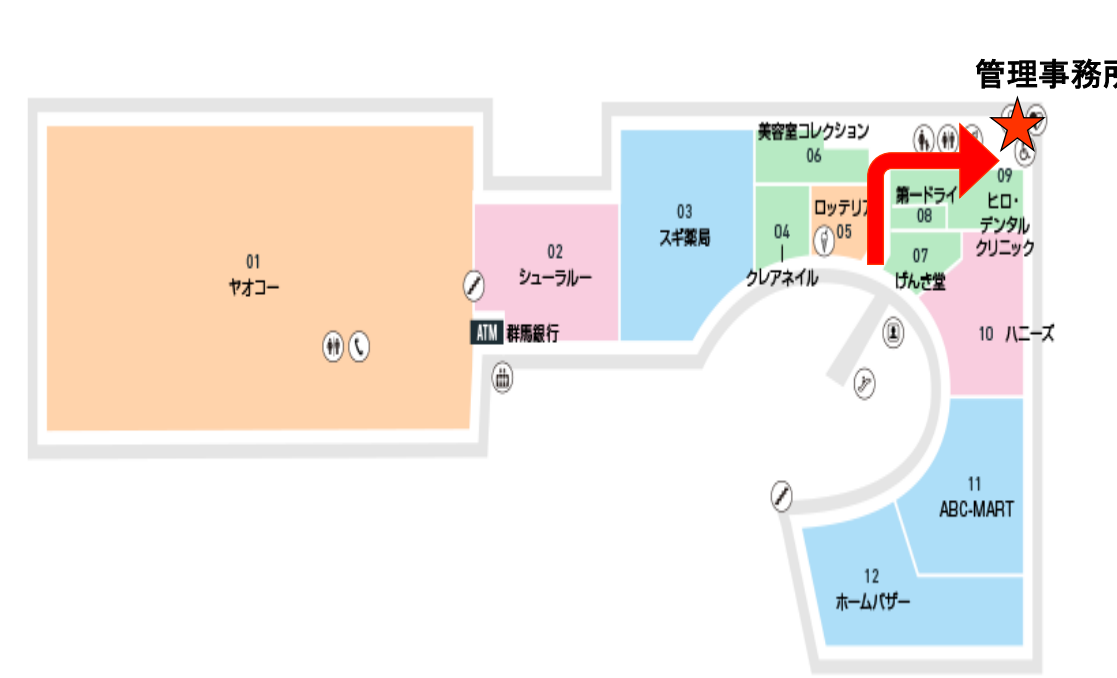 管理事務所
美容室コレクション
06
01
ヤオコー
02
シューラルー
ATM 群馬銀行
03
スギ薬局
04
クレアネイル
ロッテリア
05
第一ドライ
08
07
げんき堂
09
ヒロ・
デンタル
クリニック
10 ハニーズ
11
ABC-MART
12
ホームバザー